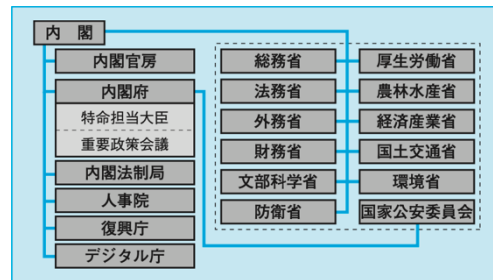 内閣
内閣官房
内閣府
特命担当大臣
重要政策会議
内閣法制局
人事院
復興庁
デジタル庁
総務省
法務省
外務省
財務省
文部科学省
防衛省
厚生労働省
農林水産省
経済産業省
国土交通省
環境省
国家公安委員会